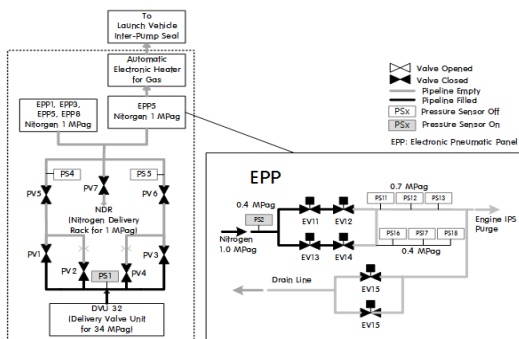 To
Launch Vehicle
Inter-Pump Seal
Automatic
Electronic Heater
for Gas
EPP1, EPP3,
EPP5, EPP8
Nitorgen 1 MPag
EPP5
Nitorgen 1 MPag
PS4
PS5
PV5
PV7
PV6
NDR
(Nitrogen Delivery
Rack for 1 MPag)
PV1
PV2
PS1
PV4
PV3
DVU 32
(Delivery Valve Unit
for 34 MPag)
Valve Opened
Valve Closed
Pipeline Empty
Pipeline Filled
PSx
Pressure Sensor Off
PSx
Pressure Sensor On
EPP: Electronic Pneumatic Panel
EPP
0.7 MPag
PS11
PS12
PS13
0.4 MPag
PS2
EV11
EV12
Nitrogen
1.0 MPag
EV13
EV14
PS16
PS17
PS18
0.4 MPag
Engine IPS
Purge
Drain Line
EV15
EV15